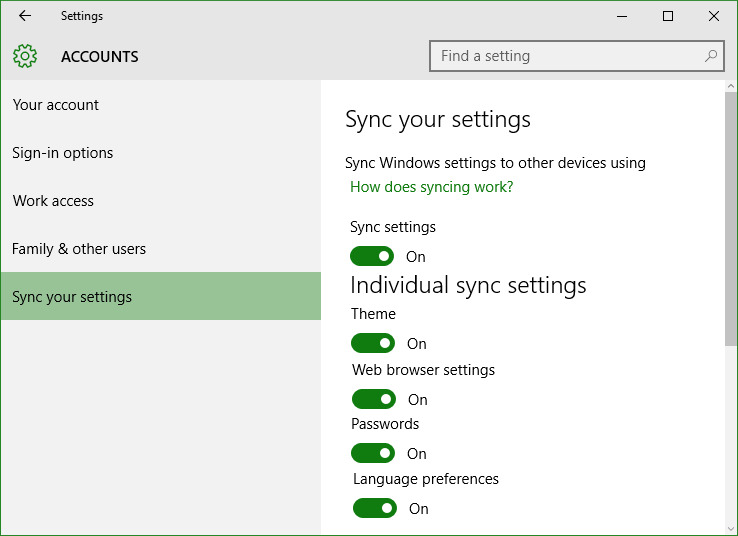 Settings
ACCOUNTS
Find a setting
Your account
Sign-in options
Work access
Family & other users
Sync your settings
Sync your settings
Sync Windows settings to other devices using
How does syncing work?
Sync settings
On
Individual sync settings
Theme
On
Web browser settings
On
Passwords
On
Language preferences
On